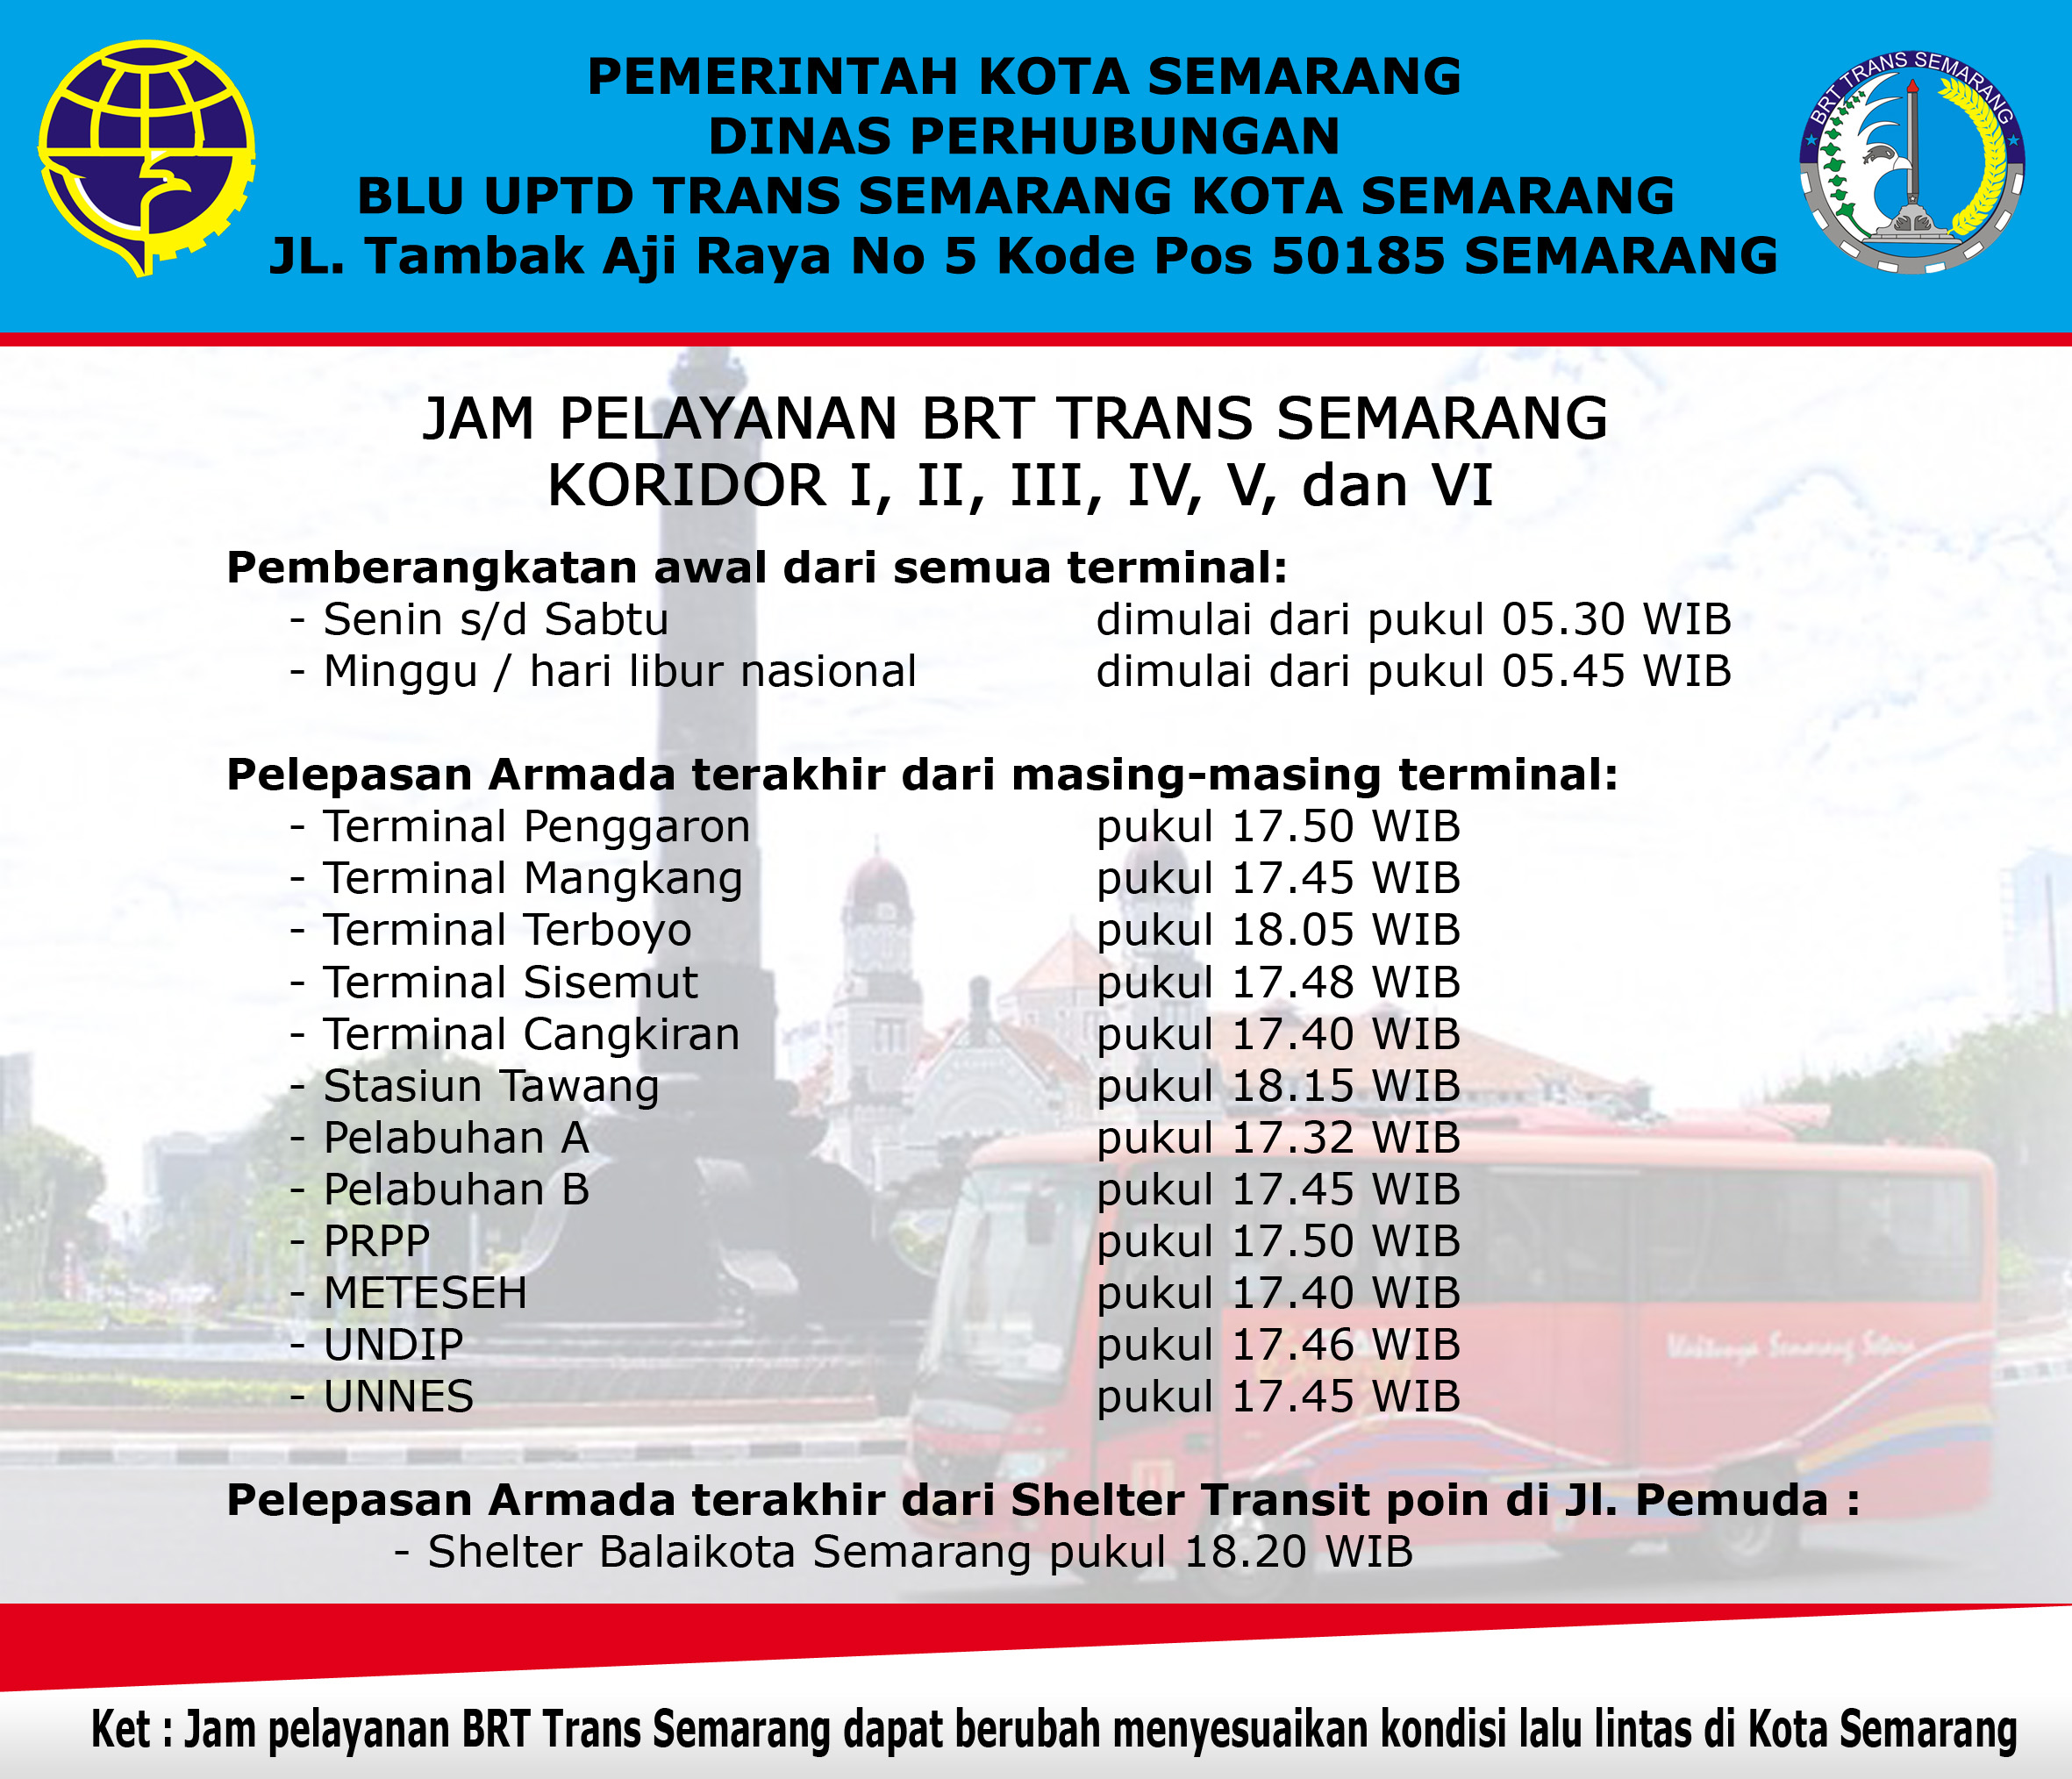 PEMERINTAH KOTA SEMARANG
DINAS PERHUBUNGAN
BLU UPTD TRANS SEMARANG KOTA SEMARANG
JL. Tambak Aji Raya No 5 Kode Pos 50185 SEMARANG
BRT TRANS SEMARANG
JAM PELAYANAN BRT TRANS SEMARANG
KORIDOR I, II, III, IV, V, dan VI
Pemberangkatan awal dari semua terminal:
- Senin s/d Sabtu dimulai dari pukul 05.30 WIB
- Minggu / hari libur nasional dimulai dari pukul 05.45 WIB
Pelepasan Armada terakhir dari masing-masing terminal:
- Terminal Penggaron pukul 17.50 WIB
- Terminal Mangkang pukul 17.45 WIB
- Terminal Terboyo pukul 18.05 WIB
- Terminal Sisemut pukul 17.48 WIB
- Terminal Cangkiran pukul 17.40 WIB
- Stasiun Tawang pukul 18.15 WIB
- Pelabuhan A pukul 17.32 WIB
- Pelabuhan B pukul 17.45 WIB
- PRPP pukul 17.50 WIB
- METESEH pukul 17.40 WIB
- UNDIP pukul 17.46 WIB
- UNNES pukul 17.45 WIB
Semarang Setara
Pelepasan Armada terakhir dari Shelter Transit poin di Jl. Pemuda :
- Shelter Balaikota Semarang pukul 18.20 WIB
Ket : Jam pelayanan BRT Trans Semarang dapat berubah menyesuaikan kondisi lalu lintas di Kota Semarang